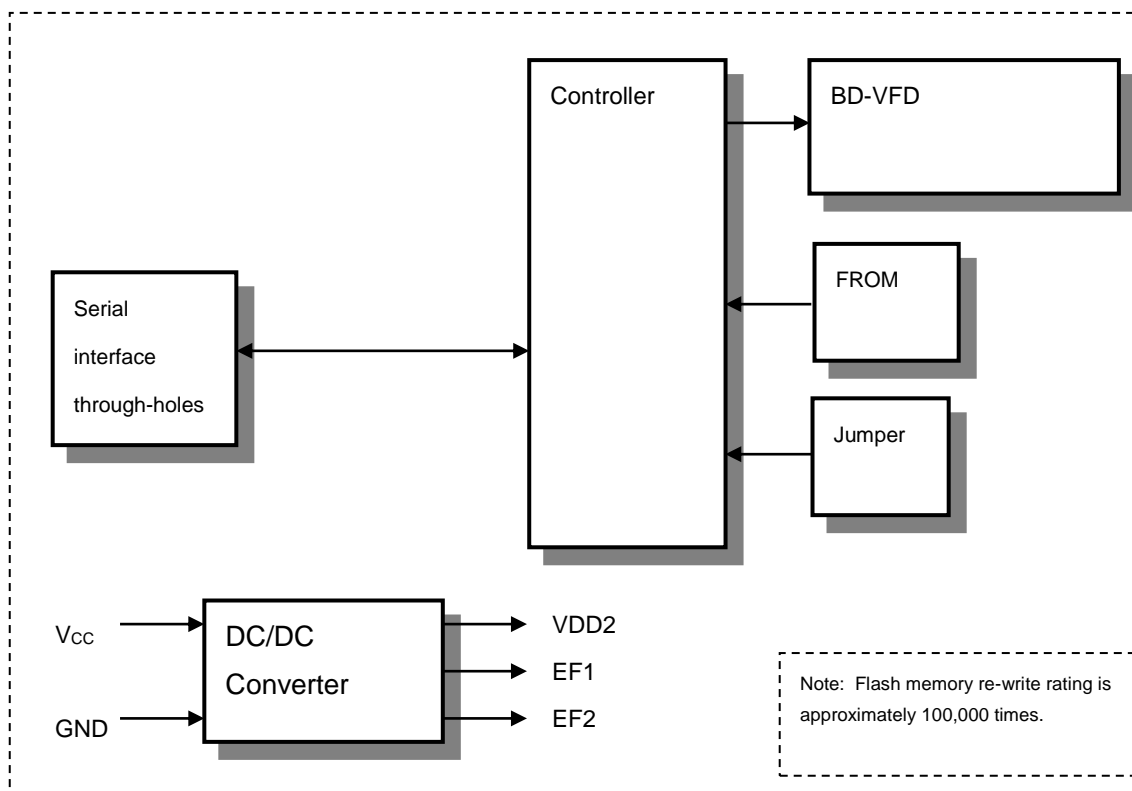 Controller
BD-VFD
FROM
Serial
interface
through-holes
Jumper
VCC
GND
DC/DC
Converter
VDD2
EF1
EF2
Note: Flash memory re-write rating is
approximately 100,000 times.